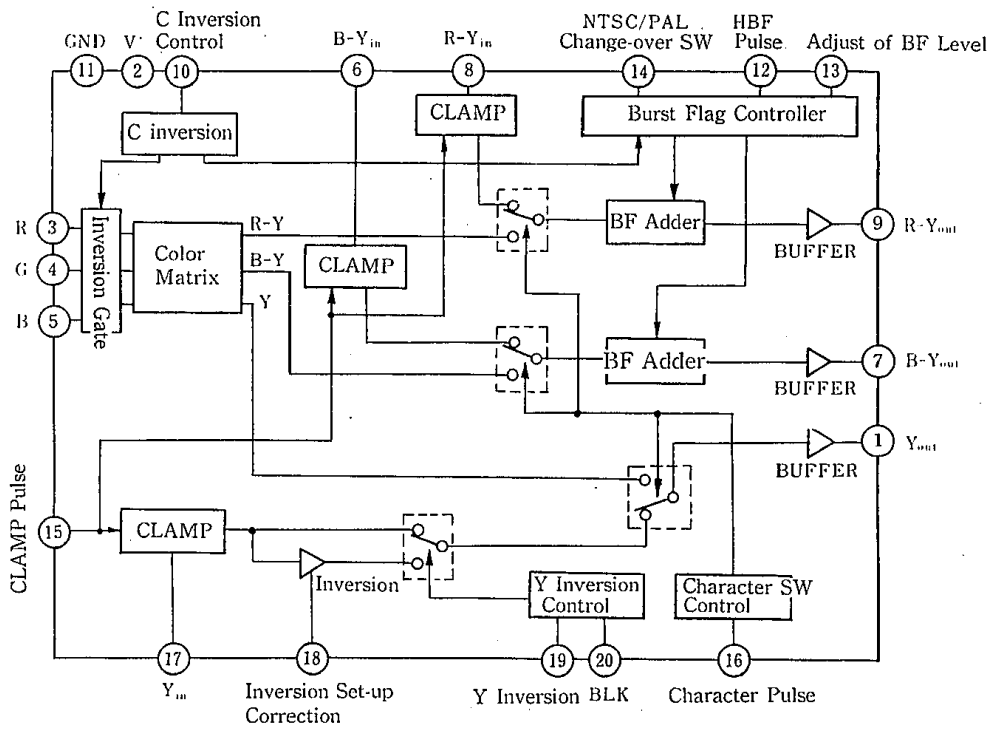 C Inversion
Control
GND
V⁺
B-Yin
R-Yin
NTSC/PAL
Change-over SW
HBF
Pulse
Adjust of BF Level
11
2
10
6
8
14
12
13
C inversion
CLAMP
Burst Flag Controller
R
3
G
4
B
5
Inversion Gate
Color
Matrix
R-Y
B-Y
Y
CLAMP
BF Adder
BUFFER
9
R-Yout
BF Adder
BUFFER
7
B-Yout
BUFFER
1
Yout
CLAMP Pulse
15
CLAMP
Inversion
Y Inversion
Control
Character SW
Control
17
18
19
20
16
Yin
Inversion Set-up
Correction
Y Inversion
BLK
Character Pulse